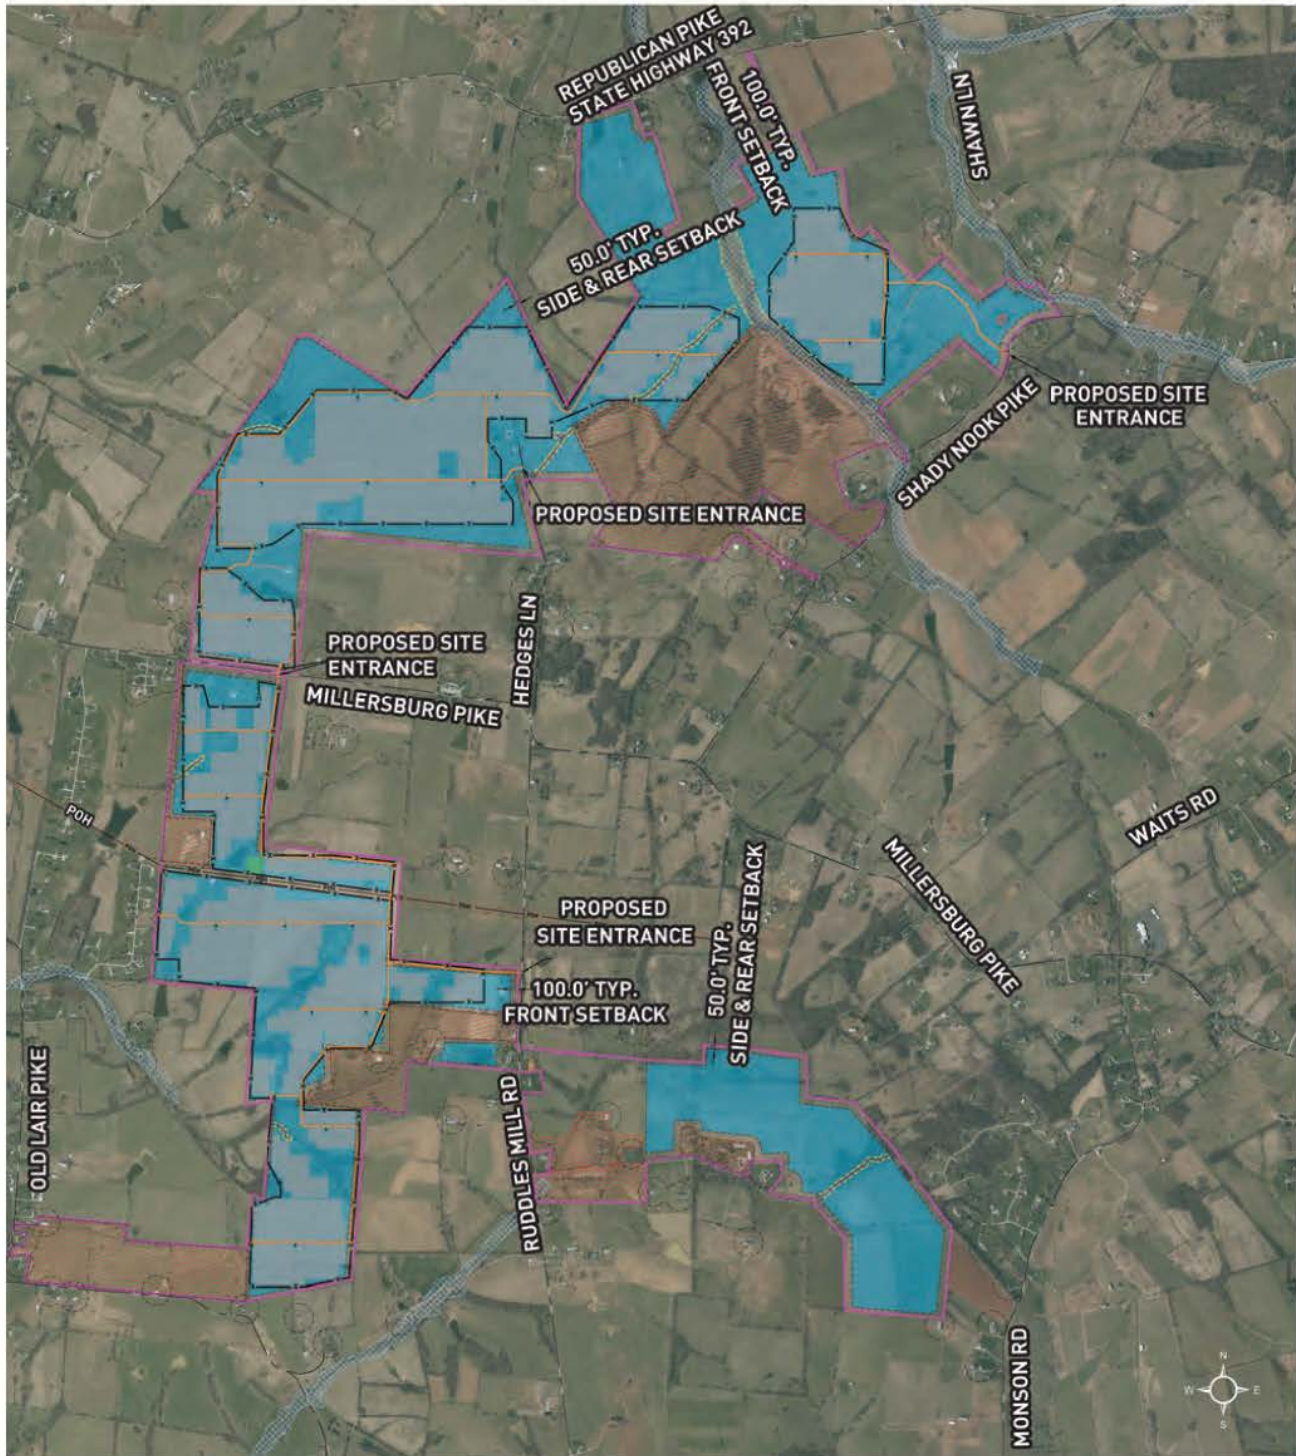 REPUBLICAN PIKE
STATE HIGHWAY 392
100.0' TYP.
FRONT SETBACK
SHAWN LN
50.0' TYP.
SIDE & REAR SETBACK
PROPOSED SITE
ENTRANCE
SHADY NOOK PIKE
PROPOSED SITE ENTRANCE
HEDGES LN
PROPOSED SITE
ENTRANCE
MILLERSBURG PIKE
POH
WAITS RD
MILLERSBURG PIKE
PROPOSED
SITE ENTRANCE
50.0' TYP.
SIDE & REAR SETBACK
100.0' TYP.
FRONT SETBACK
OLD LAIR PIKE
RUDDLES MILL RD
MONSON RD
N
W
E
S